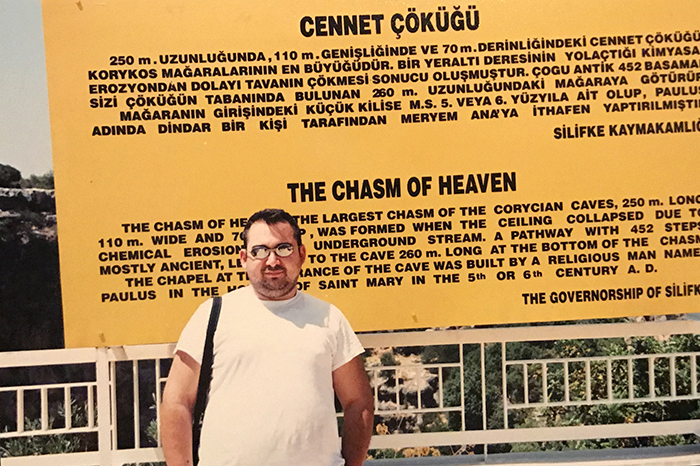 CENNET ÇÖKÜĞÜ
250 m. UZUNLUĞUNDA, 110 m. GENİŞLİĞİNDE VE 70 m. DERİNLİĞİNDEKİ CENNET ÇÖKÜĞÜ
KORYKOS MAĞARALARININ EN BÜYÜĞÜDÜR. BİR YERALTI DERESİNİN YOLAÇTIĞI KİMYASA
EROZYONDAN DOLAYI TAVANIN ÇÖKMESİ SONUCU OLUŞMUŞTUR. ÇOGU ANTİK 452 BASAMA
SİZİ ÇÖKÜĞÜN TABANINDA BULUNAN 260 m. UZUNLUGUNDAKİ MAĞARAYA GÖTÜRÜ
MAĞARANIN GİRİŞİNDEKİ KÜÇÜK KİLİSE M.S. 5. VEYA 6. YÜZYILA AİT OLUP, PAULUS
ADINDA DİNDAR BİR KİŞİ TARAFINDAN MERYEM ANA'YA İTHAFEN YAPTIRILMIŞTI
SİLİFKE KAYMAKAMLIĞ
THE CHASM OF HEAVEN
THE CHASM OF HE THE LARGEST CHASM OF THE CORYCIAN CAVES, 250 m. LONG
110 m. WIDE AND 70 , WAS FORMED WHEN THE CEILING COLLAPSED DUE T
CHEMICAL EROSIO UNDERGROUND STREAM. A PATHWAY WITH 452 STEPS
MOSTLY ANCIENT, LE TO THE CAVE 260 m. LONG AT THE BOTTOM OF THE CHAS
THE CHAPEL AT ANCE OF THE CAVE WAS BUILT BY A RELIGIOUS MAN NAME
PAULUS IN THE H OF SAINT MARY IN THE 5th OR 6th CENTURY A. D.
THE GOVERNORSHIP OF SİLİFK